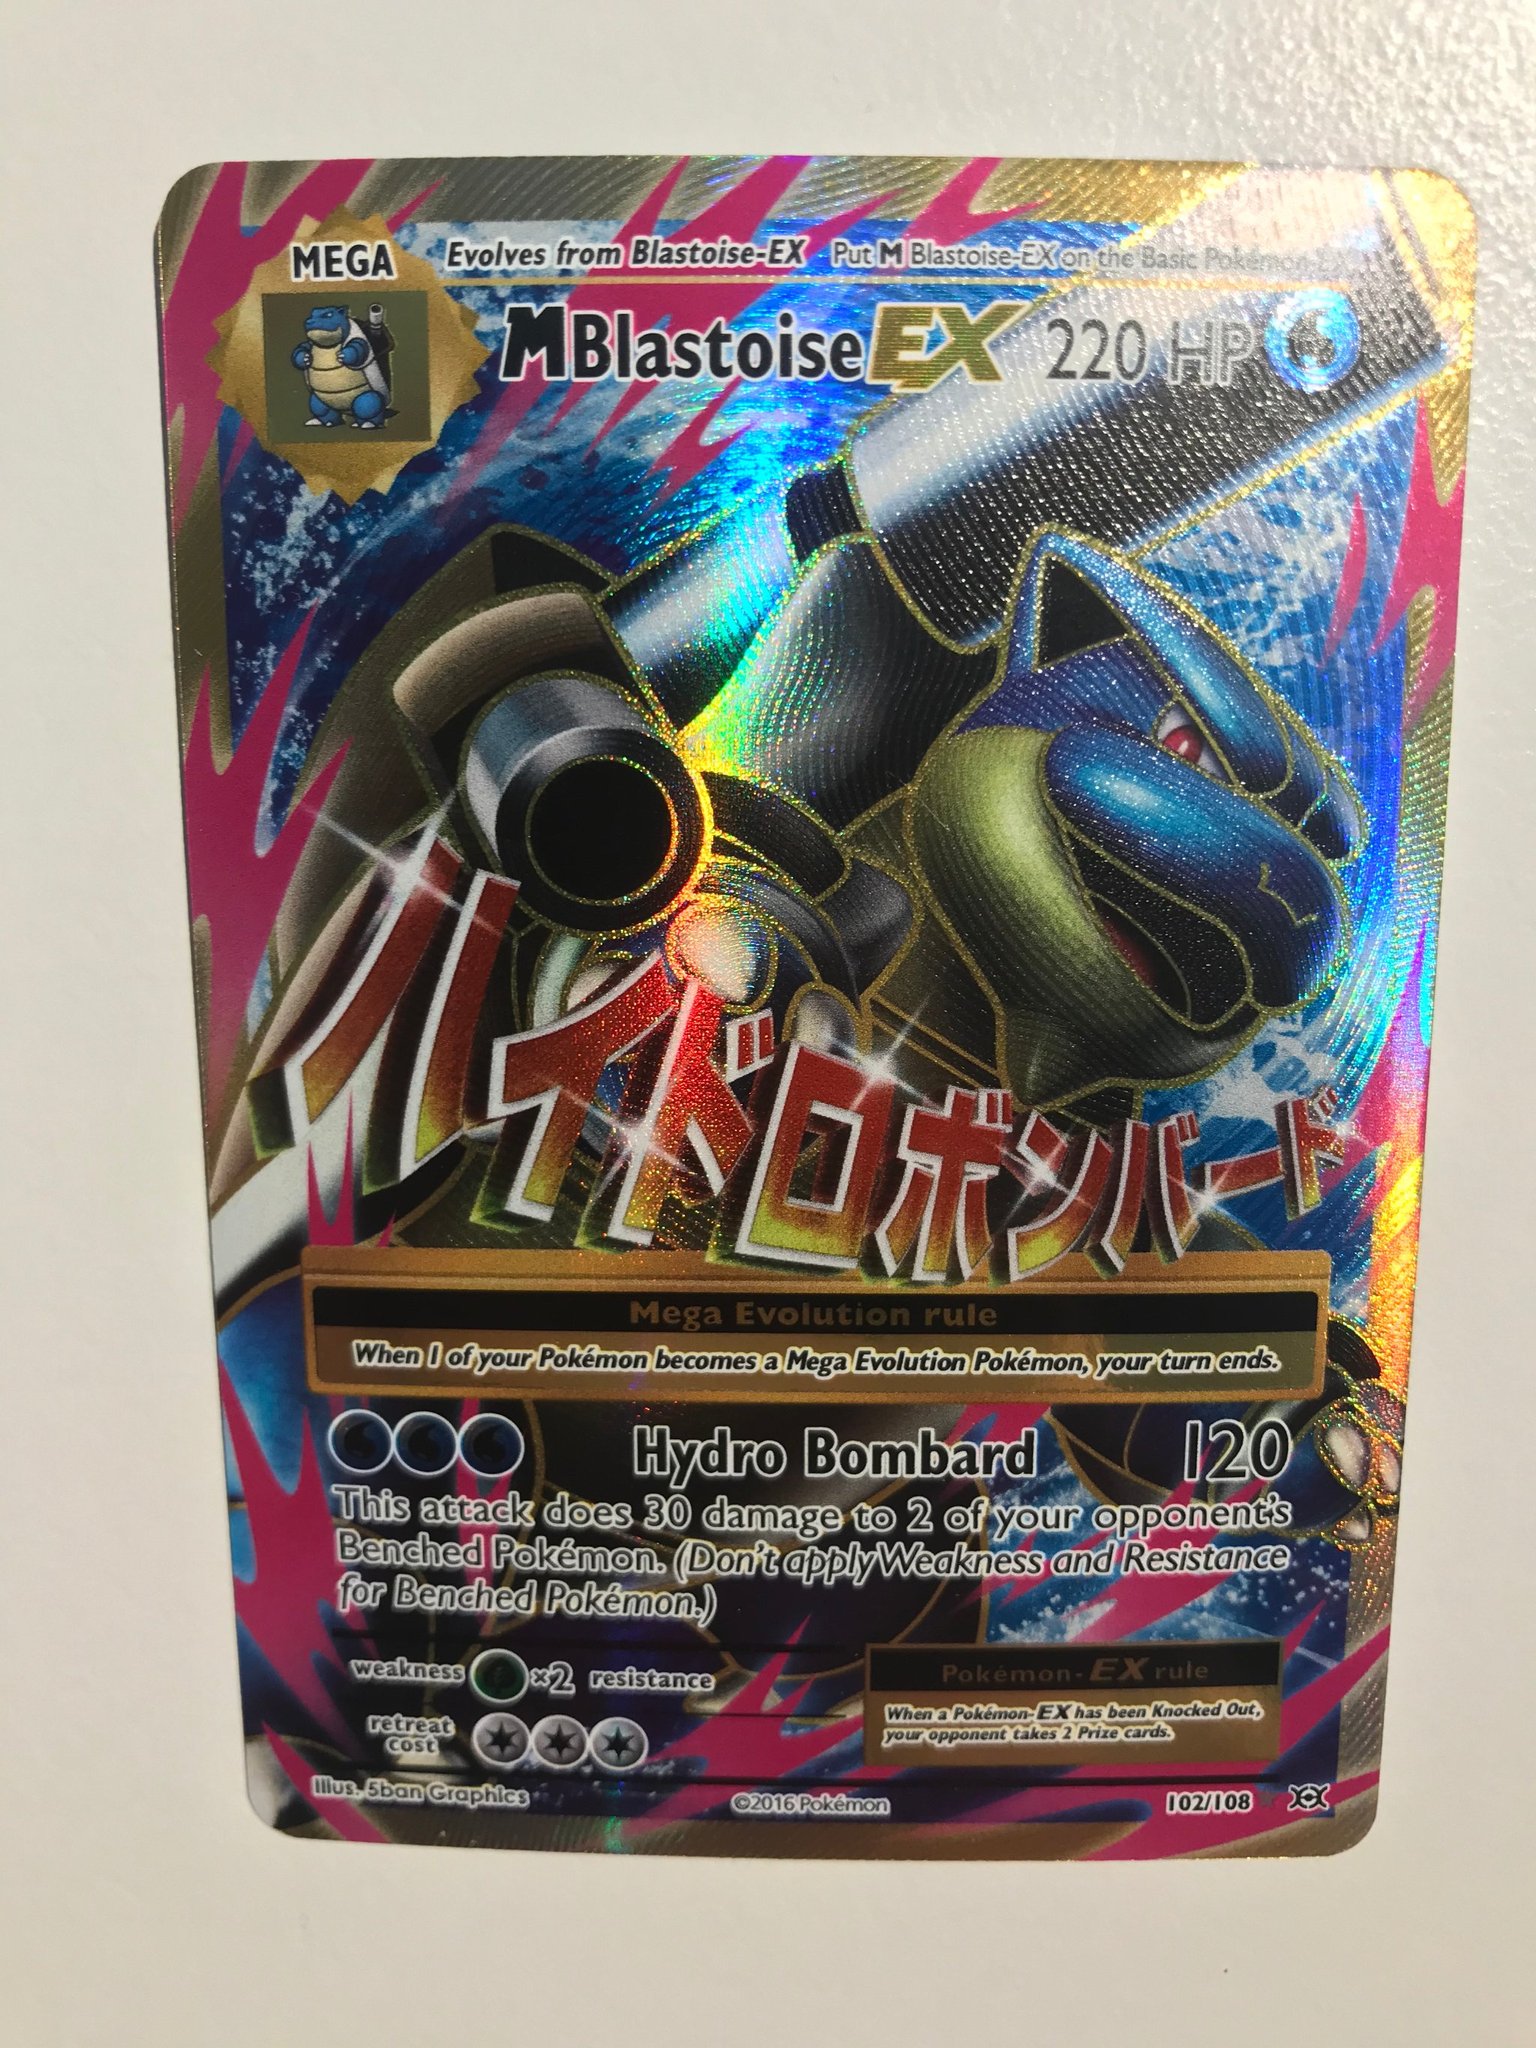 MEGA
Evolves from Blastoise-EX Put M Blastoise-EX on the Basic Pokémon-EX.
MBlastoiseEX 220 HP
ハイドロボンバード
Mega Evolution rule
When 1 of your Pokémon becomes a Mega Evolution Pokémon, your turn ends.
Hydro Bombard 120
This attack does 30 damage to 2 of your opponent's
Benched Pokémon. (Don't apply Weakness and Resistance
for Benched Pokémon.)
weakness ×2 resistance
retreat
cost
Pokémon-EX rule
When a Pokémon-EX has been Knocked Out,
your opponent takes 2 Prize cards.
Illus. 5ban Graphics ©2016 Pokémon 102/108